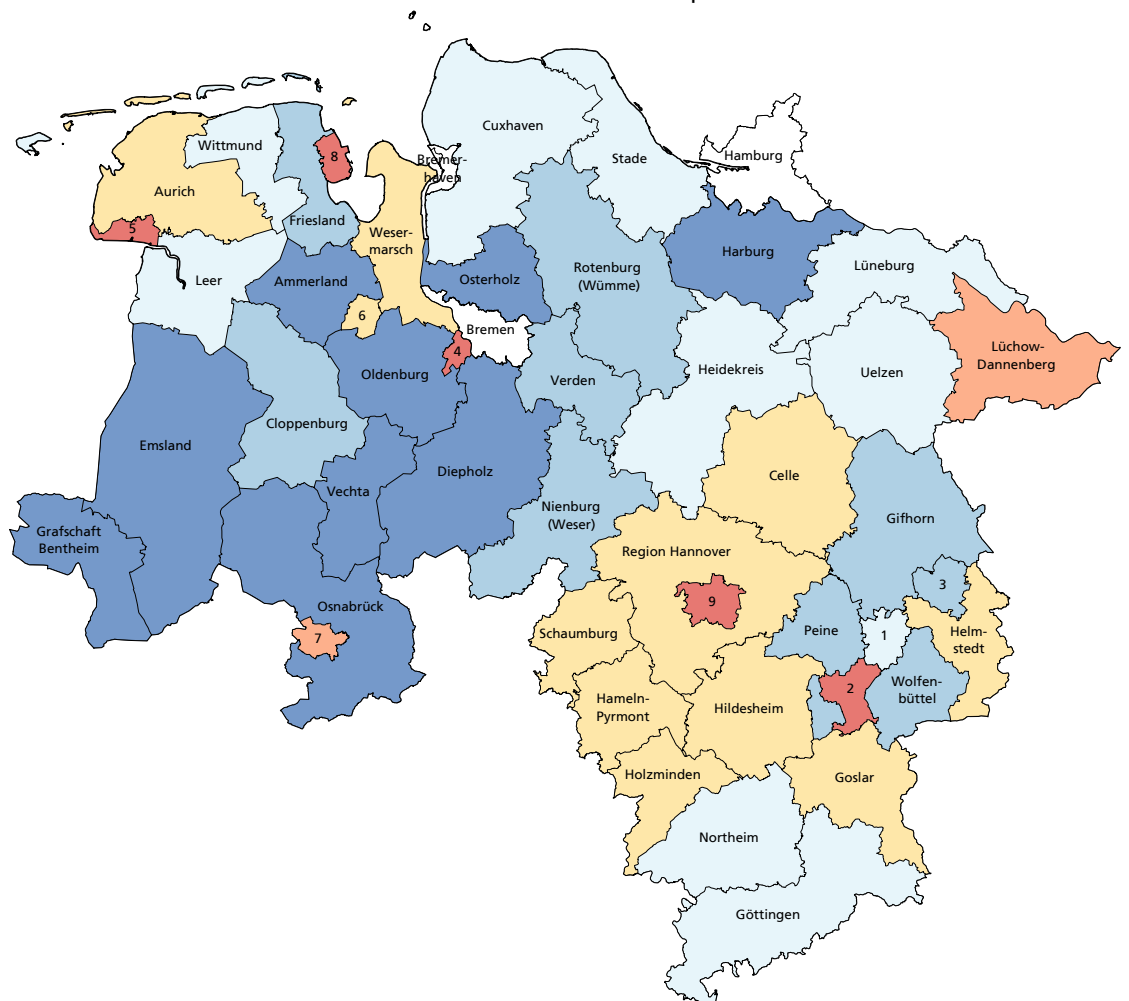 Cuxhaven
Wittmund
Stade
Hamburg
8
Bremer-
haven
Aurich
5
Friesland
Weser-
marsch
Harburg
Lüneburg
Leer
Ammerland
Osterholz
Rotenburg
(Wümme)
6
Bremen
4
Lüchow-
Dannenberg
Oldenburg
Verden
Heidekreis
Uelzen
Cloppenburg
Emsland
Diepholz
Celle
Vechta
Nienburg
(Weser)
Gifhorn
Grafschaft
Bentheim
Region Hannover
3
Osnabrück
9
7
Schaumburg
Peine
1
Helm-
stedt
2
Wolfen-
büttel
Hameln-
Pyrmont
Hildesheim
Holzminden
Goslar
Northeim
Göttingen